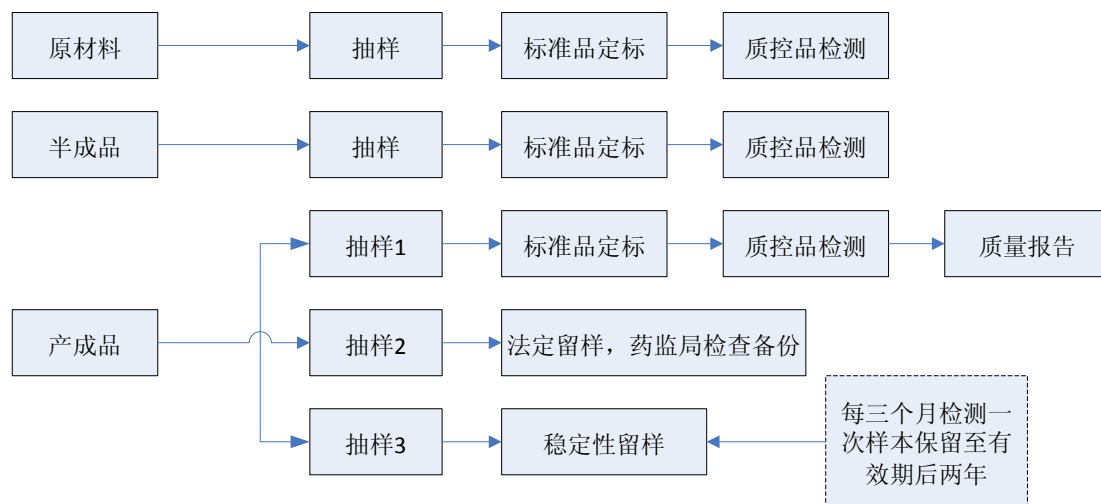 原材料
抽样
标准品定标
质控品检测
半成品
抽样
标准品定标
质控品检测
抽样1
标准品定标
质控品检测
质量报告
产成品
抽样2
法定留样，药监局检查备份
抽样3
稳定性留样
每三个月检测一
次样本保留至有
效期后两年